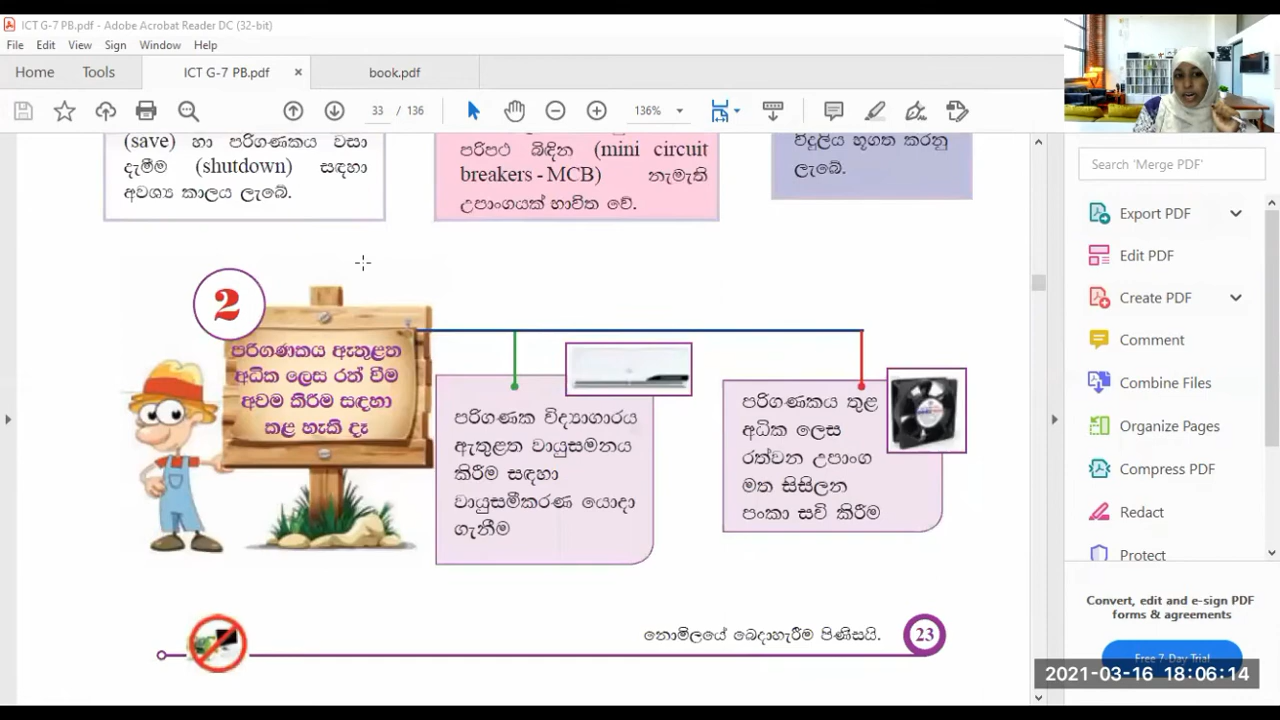 ICT G-7 PB.pdf - Adobe Acrobat Reader DC (32-bit)
File Edit View Sign Window Help
Home Tools ICT G-7 PB.pdf × book.pdf
33 / 136 136%
(save) හා පරිගණකය වසා
දැමීම (shutdown) සඳහා
අවශ්‍ය කාලය ලැබේ.
පරිපථ බිඳින (mini circuit
breakers - MCB) නැමැති
උපාංගයක් භාවිත වේ.
විදුලිය භූගත කරනු
ලැබේ.
2
පරිගණකය ඇතුළත
අධික ලෙස රත් වීම
අවම කිරීම සඳහා
කළ හැකි දෑ
පරිගණක විද්‍යාගාරය
ඇතුළත වායුසමනය
කිරීම සඳහා
වායුසමීකරණ යොදා
ගැනීම
පරිගණකය තුළ
අධික ලෙස
රත්වන උපාංග
මත සිසිලන
පංකා සවි කිරීම
නොමිලයේ බෙදාහැරීම පිණිසයි.
23
Search 'Merge PDF'
Export PDF
Edit PDF
Create PDF
Comment
Combine Files
Organize Pages
Compress PDF
Redact
Protect
Convert, edit and e-sign PDF
forms & agreements
Free 7-Day Trial
2021-03-16 18:06:14